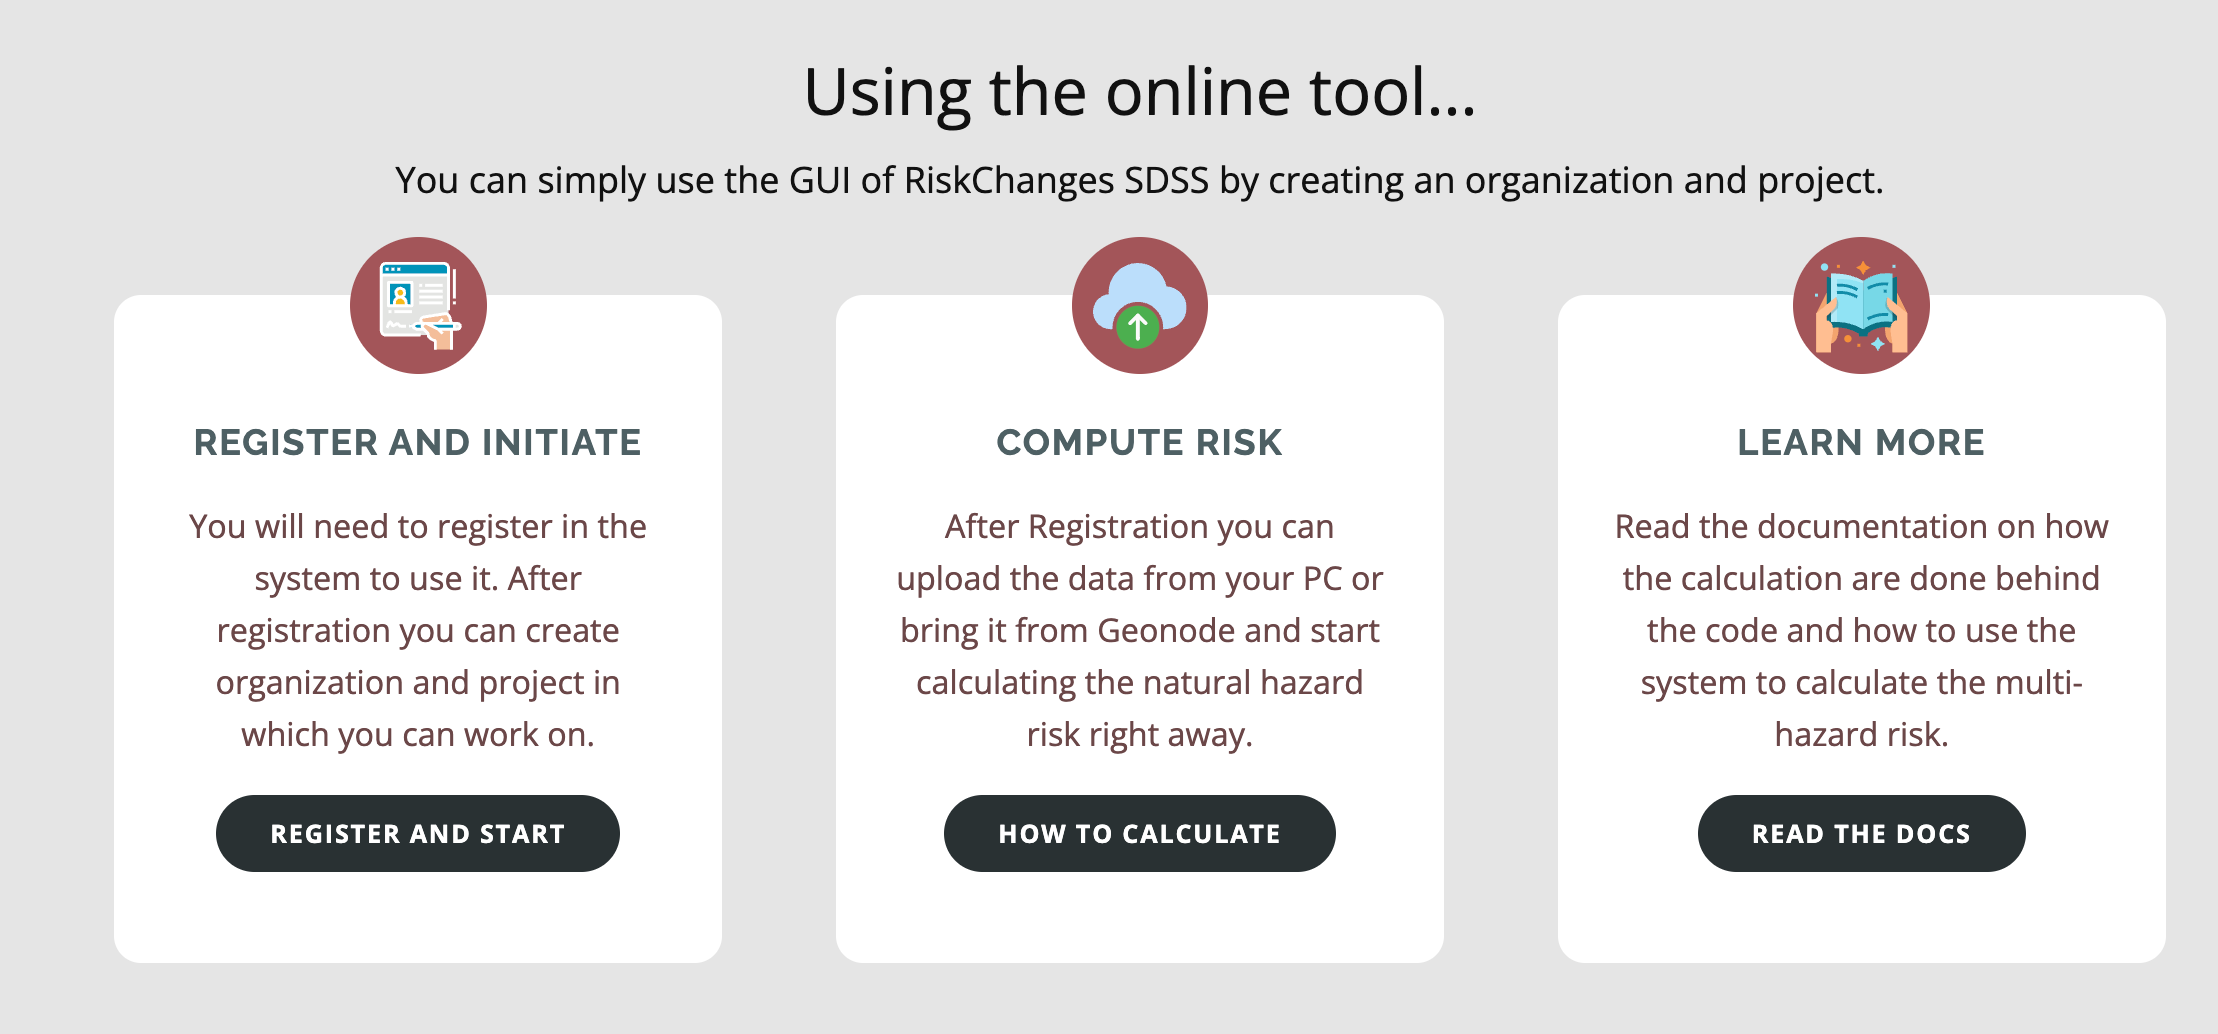 Using the online tool...
You can simply use the GUI of RiskChanges SDSS by creating an organization and project.
REGISTER AND INITIATE
You will need to register in the
system to use it. After
registration you can create
organization and project in
which you can work on.
REGISTER AND START
COMPUTE RISK
After Registration you can
upload the data from your PC or
bring it from Geonode and start
calculating the natural hazard
risk right away.
HOW TO CALCULATE
LEARN MORE
Read the documentation on how
the calculation are done behind
the code and how to use the
system to calculate the multi-
hazard risk.
READ THE DOCS